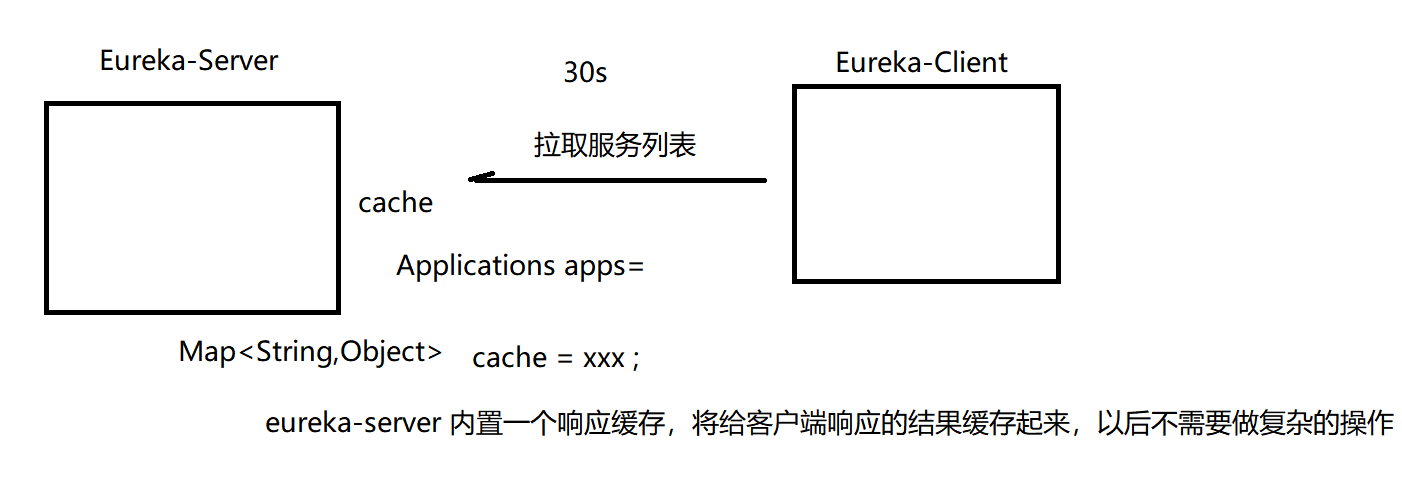 Eureka-Server
30s
Eureka-Client
拉取服务列表
cache
Applications apps=
Map<String,Object> cache = xxx ;
eureka-server 内置一个响应缓存，将给客户端响应的结果缓存起来，以后不需要做复杂的操作